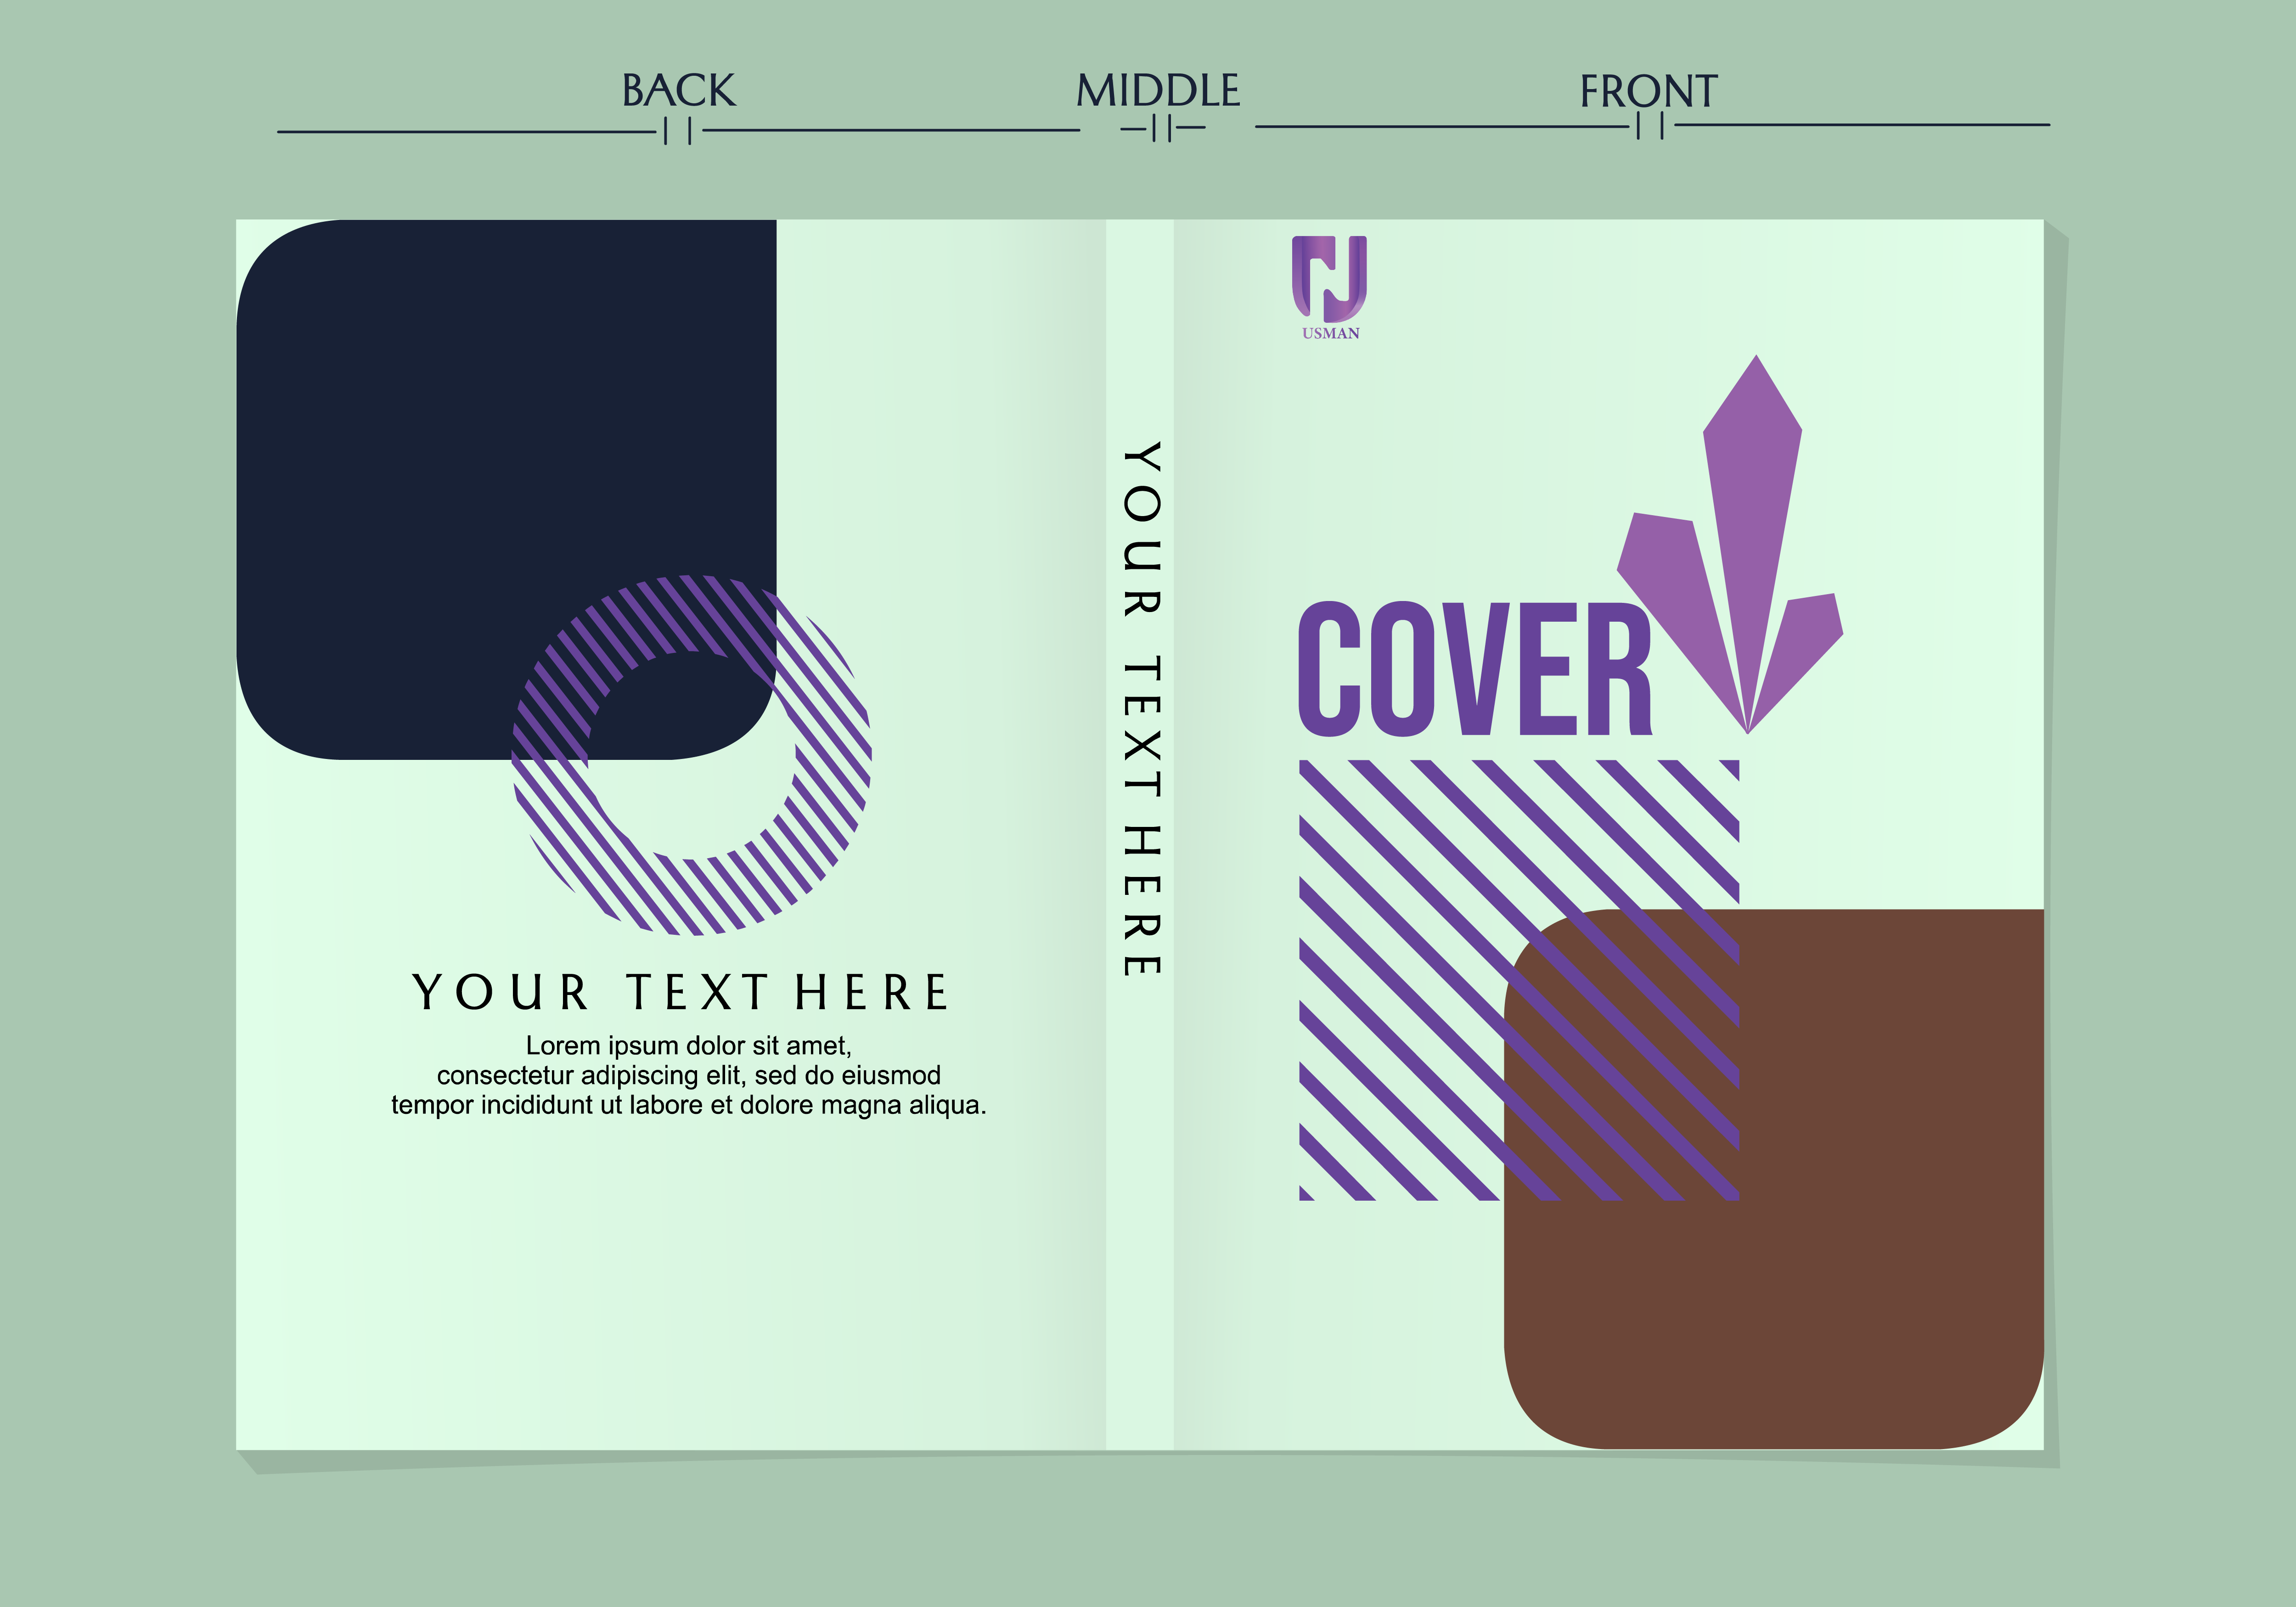 BACK
MIDDLE
FRONT
YOUR TEXT HERE
Lorem ipsum dolor sit amet,
consectetur adipiscing elit, sed do eiusmod
tempor incididunt ut labore et dolore magna aliqua.
YOUR TEXT HERE
USMAN
COVER